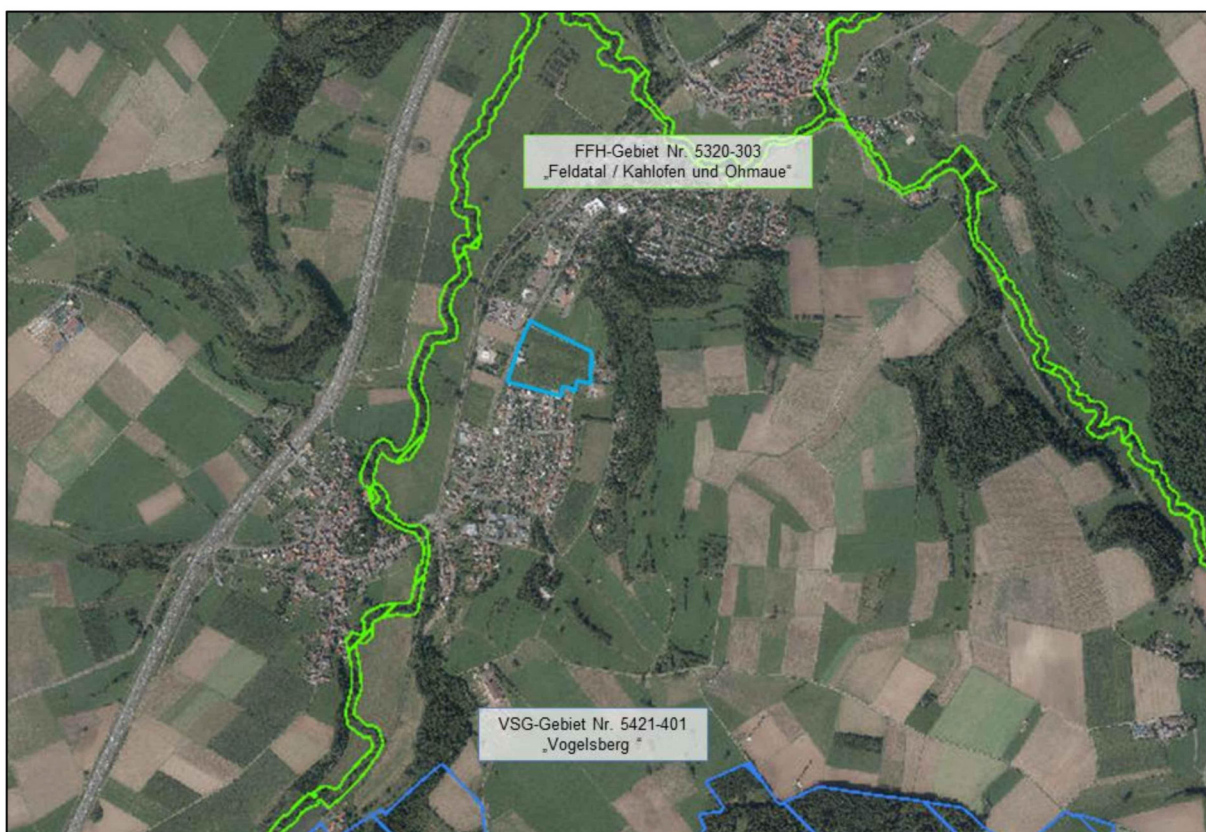 FFH-Gebiet Nr. 5320-303
„Feldatal / Kahlofen und Ohmaue“
VSG-Gebiet Nr. 5421-401
„Vogelsberg “